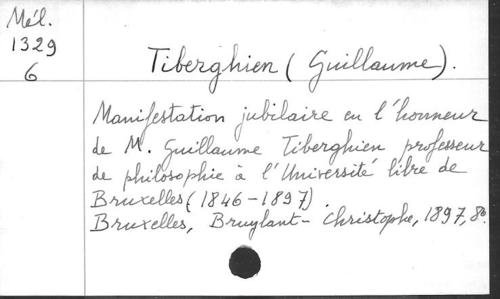 Mél.
1329
6
Tiberghien (Guillaume).
Manifestation jubilaire en l'honneur
de M. Guillaume Tiberghien professeur
de philosophie à l'Université libre de
Bruxelles (1846-1897).
Bruxelles, Bruylant-Christophe, 1897, 8º.